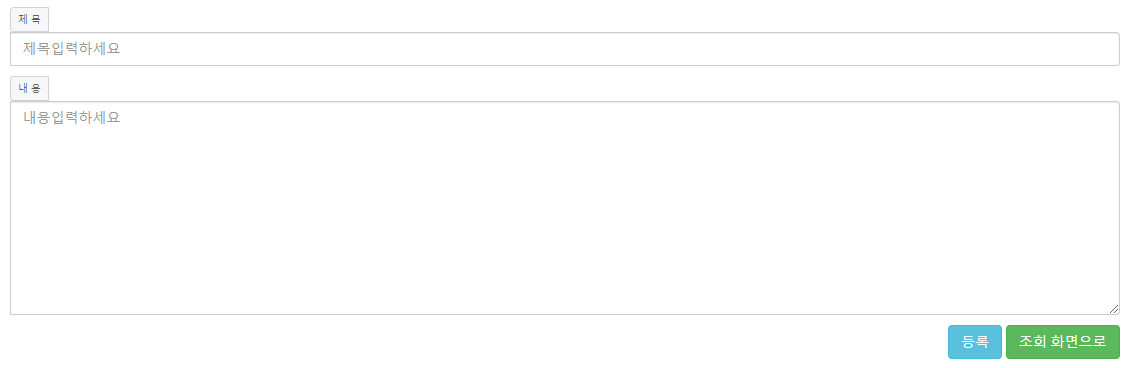 제 목
제목입력하세요
내 용
내용입력하세요
등록 조회 화면으로